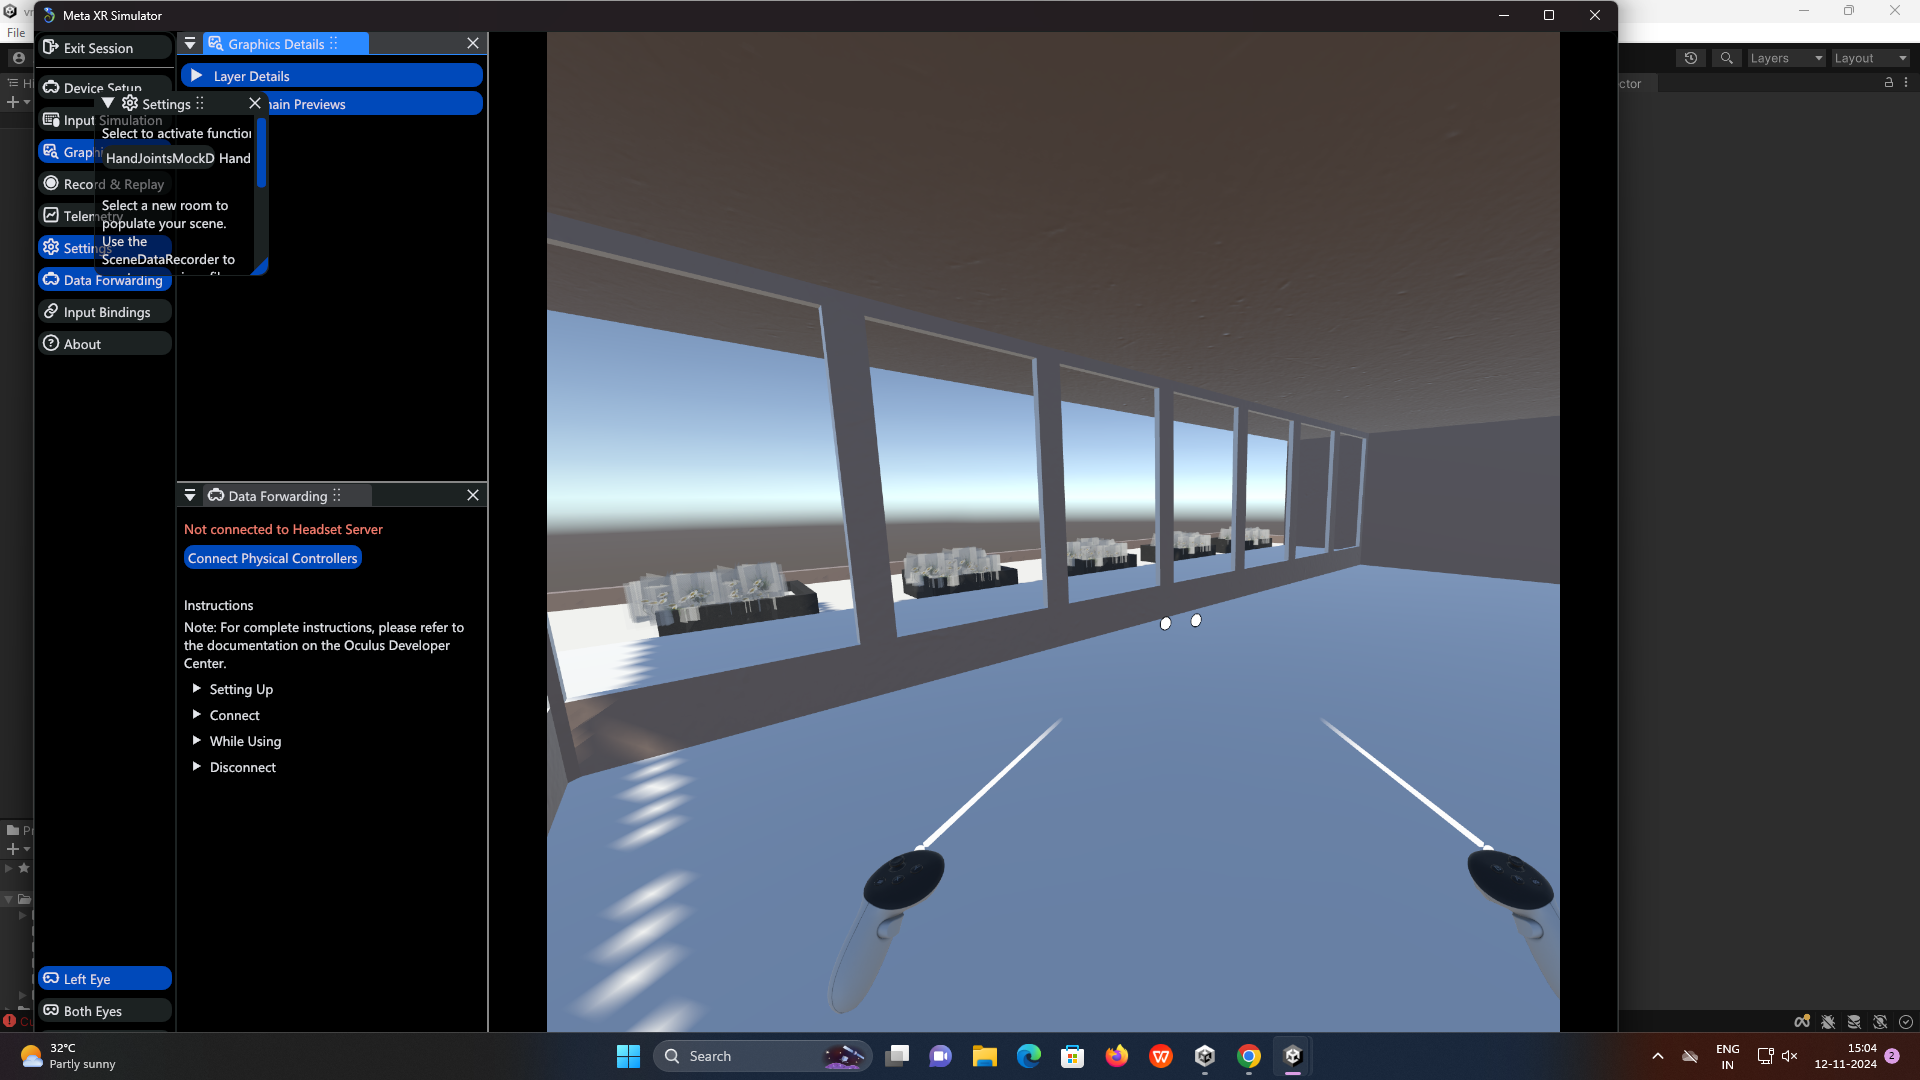 Meta XR Simulator
File
Exit Session
Graphics Details
Layers
Layout
Layer Details
Device Setup
Settings
hain Previews
ctor
Input Simulation
Select to activate function
Graphi
HandJointsMockD Hand
Record & Replay
Select a new room to
populate your scene.
Telemetry
Use the
Settings
SceneDataRecorder to
Data Forwarding
Input Bindings
About
Data Forwarding
Not connected to Headset Server
Connect Physical Controllers
Instructions
Note: For complete instructions, please refer to
the documentation on the Oculus Developer
Center.
Setting Up
Connect
While Using
Disconnect
Left Eye
Both Eyes
32°C
Partly sunny
Search
ENG
IN
15:04
12-11-2024
2